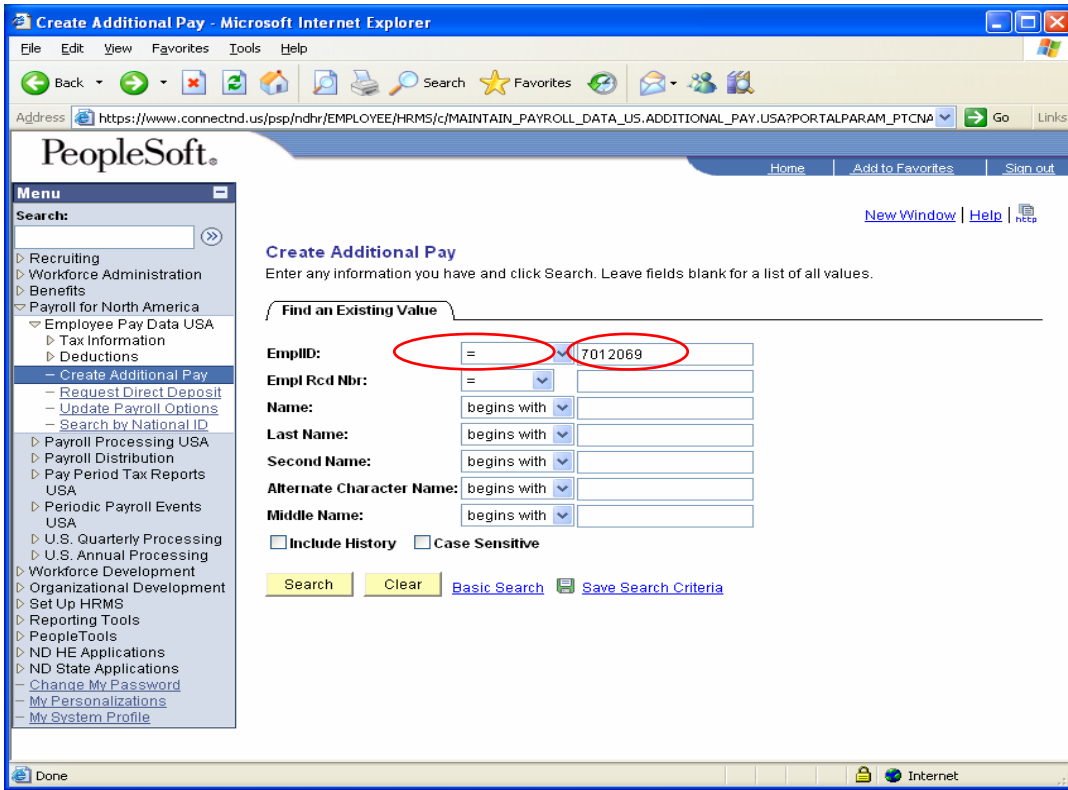 Create Additional Pay - Microsoft Internet Explorer
File Edit View Favorites Tools Help
Back Search Favorites
Address https://www.connectnd.us/psp/ndhr/EMPLOYEE/HRMS/c/MAINTAIN_PAYROLL_DATA_US.ADDITIONAL_PAY.USA?PORTALPARAM_PTCNA Go Links
PeopleSoft®
Home Add to Favorites Sign out
Menu
Search:
New Window | Help | http
Recruiting
Workforce Administration
Benefits
Payroll for North America
Employee Pay Data USA
Tax Information
Deductions
Create Additional Pay
Request Direct Deposit
Update Payroll Options
Search by National ID
Payroll Processing USA
Payroll Distribution
Pay Period Tax Reports
USA
Periodic Payroll Events
USA
U.S. Quarterly Processing
U.S. Annual Processing
Workforce Development
Organizational Development
Set Up HRMS
Reporting Tools
PeopleTools
ND HE Applications
ND State Applications
Change My Password
My Personalizations
My System Profile
Create Additional Pay
Enter any information you have and click Search. Leave fields blank for a list of all values.
Find an Existing Value
EmplID: = 7012069
Empl Rcd Nbr: =
Name: begins with
Last Name: begins with
Second Name: begins with
Alternate Character Name: begins with
Middle Name: begins with
Include History Case Sensitive
Search Clear Basic Search Save Search Criteria
Done Internet